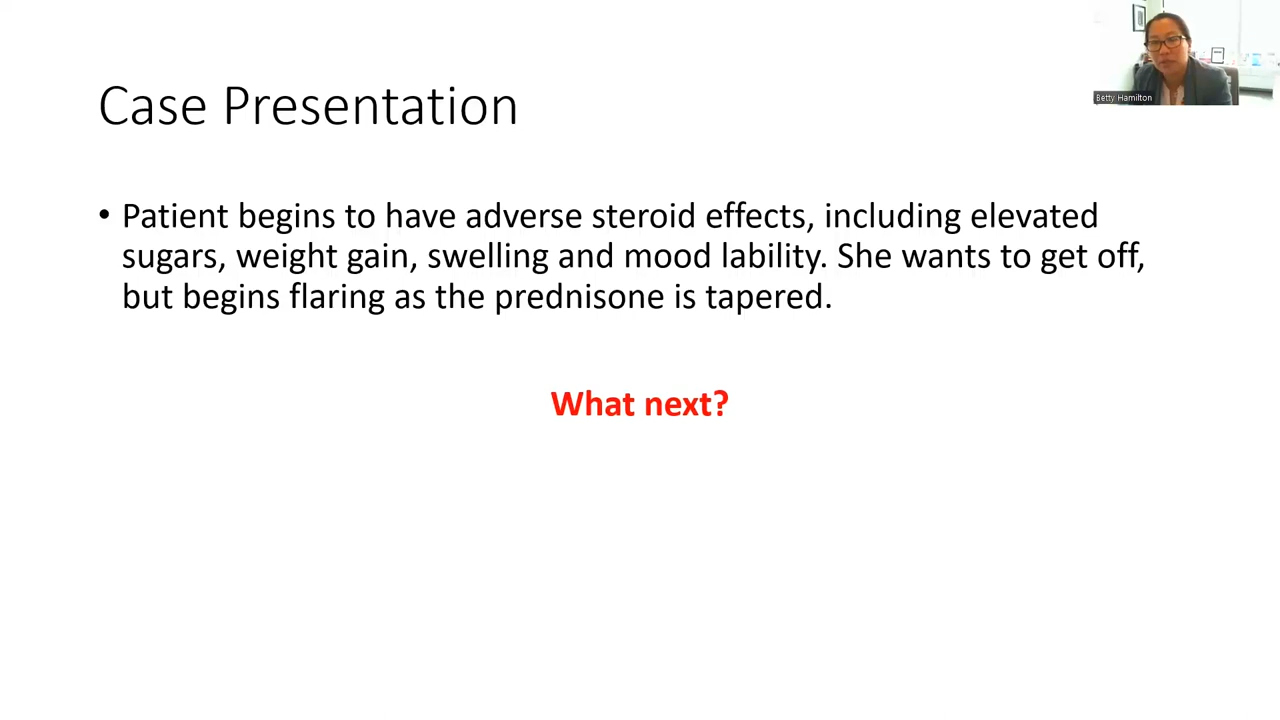 Betty Hamilton
Case Presentation
• Patient begins to have adverse steroid effects, including elevated
sugars, weight gain, swelling and mood lability. She wants to get off,
but begins flaring as the prednisone is tapered.
What next?